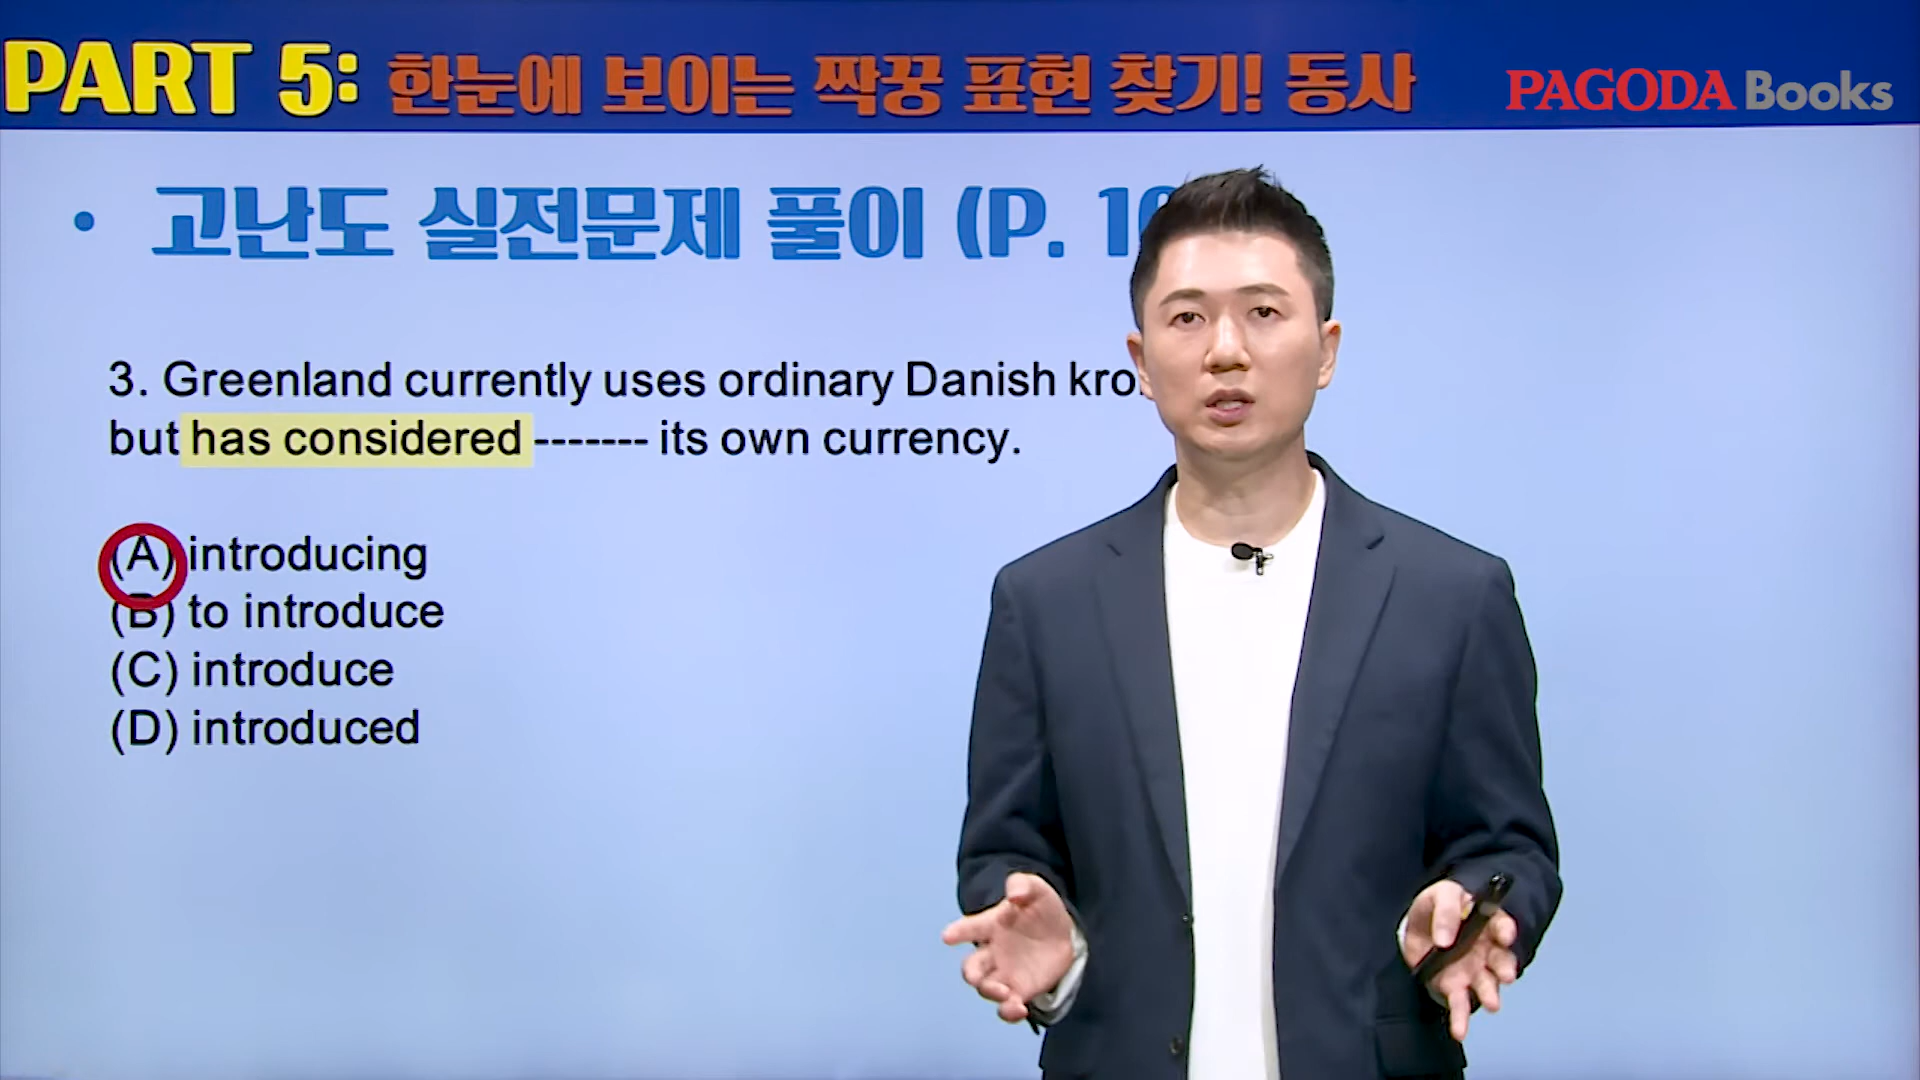 PART 5: 한눈에 보이는 짝꿍 표현 찾기! 동사
PAGODA Books
• 고난도 실전문제 풀이 (P.
3. Greenland currently uses ordinary Danish
but has considered ------- its own currency.
(A) introducing
(B) to introduce
(C) introduce
(D) introduced